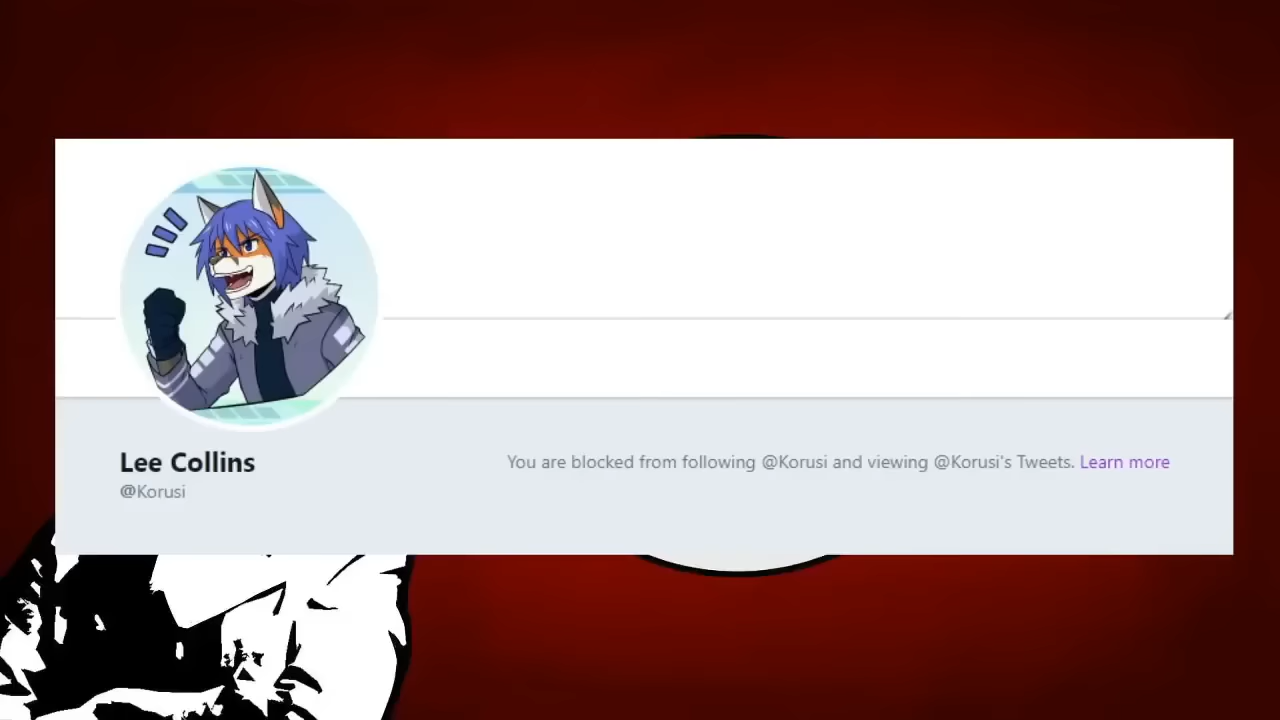 Lee Collins
@Korusi
You are blocked from following @Korusi and viewing @Korusi's Tweets. Learn more